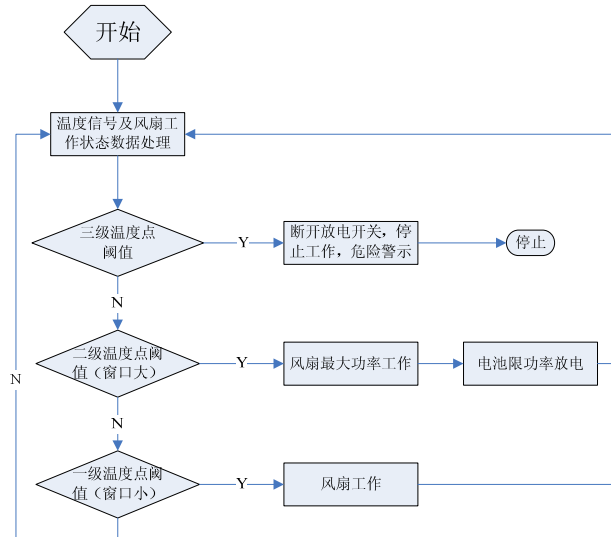 开始
温度信号及风扇工
作状态数据处理
三级温度点
阈值
Y
断开放电开关，停
止工作，危险警示
停止
N
二级温度点阈
值（窗口大）
Y
风扇最大功率工作
电池限功率放电
N
N
一级温度点阈
值（窗口小）
Y
风扇工作